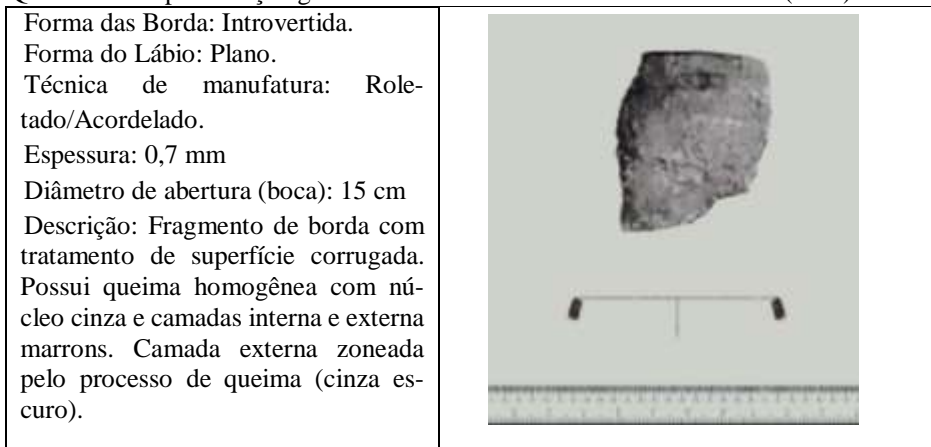 Forma das Borda: Introvertida.
Forma do Lábio: Plano.
Técnica de manufatura: Role-
tado/Acordelado.
Espessura: 0,7 mm
Diâmetro de abertura (boca): 15 cm
Descrição: Fragmento de borda com
tratamento de superfície corrugada.
Possui queima homogênea com nú-
cleo cinza e camadas interna e externa
marrons. Camada externa zoneada
pelo processo de queima (cinza es-
curo).